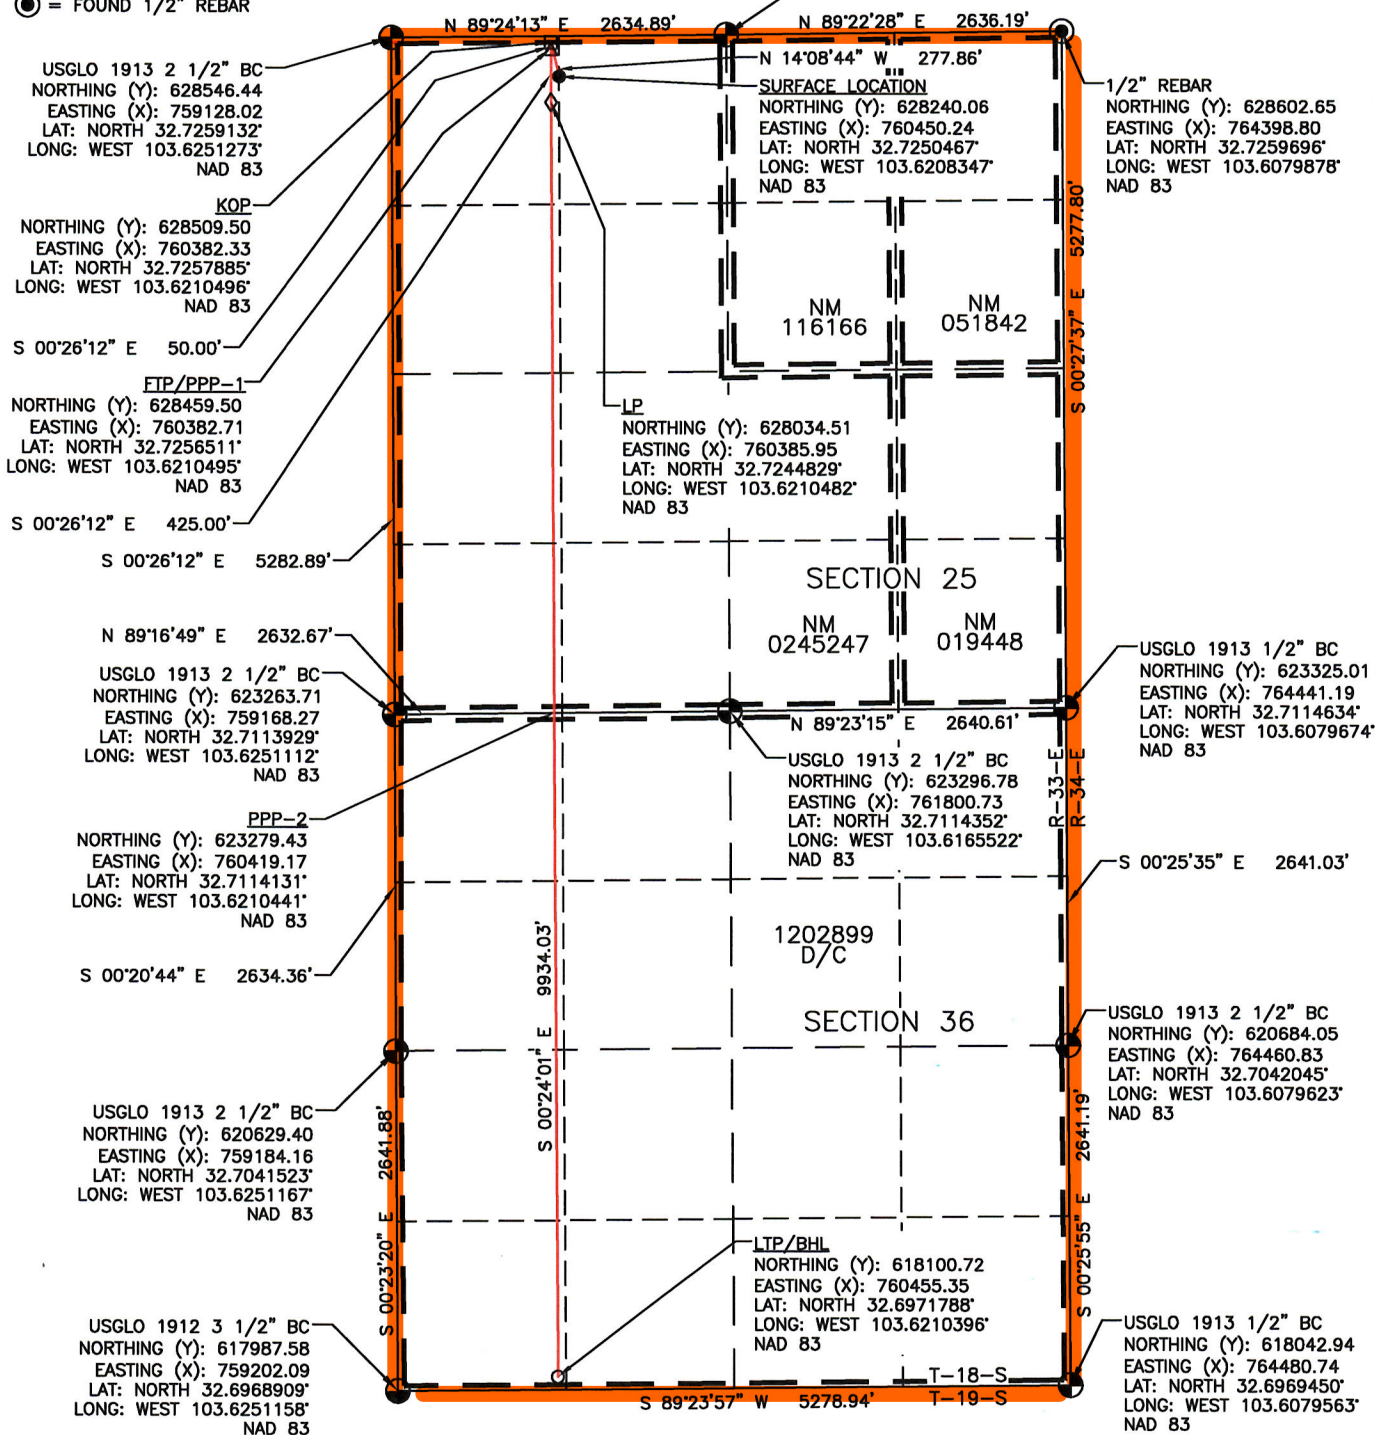 = FOUND 1/2" REBAR
N 89°24'13" E 2634.89'
N 89°22'28" E 2636.19'
USGLO 1913 2 1/2" BC
NORTHING (Y): 628546.44
EASTING (X): 759128.02
LAT: NORTH 32.7259132°
LONG: WEST 103.6251273°
NAD 83
N 14°08'44" W 277.86'
SURFACE LOCATION
NORTHING (Y): 628240.06
EASTING (X): 760450.24
LAT: NORTH 32.7250467°
LONG: WEST 103.6208347°
NAD 83
1/2" REBAR
NORTHING (Y): 628602.65
EASTING (X): 764398.80
LAT: NORTH 32.7259696°
LONG: WEST 103.6079878°
NAD 83
KOP
NORTHING (Y): 628509.50
EASTING (X): 760382.33
LAT: NORTH 32.7257885°
LONG: WEST 103.6210496°
NAD 83
S 00°27'37" E 5277.80'
NM
116166
NM
051842
S 00°26'12" E 50.00'
FTP/PPP-1
NORTHING (Y): 628459.50
EASTING (X): 760382.71
LAT: NORTH 32.7256511°
LONG: WEST 103.6210495°
NAD 83
LP
NORTHING (Y): 628034.51
EASTING (X): 760385.95
LAT: NORTH 32.7244829°
LONG: WEST 103.6210482°
NAD 83
S 00°26'12" E 425.00'
S 00°26'12" E 5282.89'
SECTION 25
NM
0245247
NM
019448
N 89°16'49" E 2632.67'
USGLO 1913 2 1/2" BC
NORTHING (Y): 623263.71
EASTING (X): 759168.27
LAT: NORTH 32.7113929°
LONG: WEST 103.6251112°
NAD 83
USGLO 1913 1/2" BC
NORTHING (Y): 623325.01
EASTING (X): 764441.19
LAT: NORTH 32.7114634°
LONG: WEST 103.6079674°
NAD 83
N 89°23'15" E 2640.61'
USGLO 1913 2 1/2" BC
NORTHING (Y): 623296.78
EASTING (X): 761800.73
LAT: NORTH 32.7114352°
LONG: WEST 103.6165522°
NAD 83
R-33-E
R-34-E
PPP-2
NORTHING (Y): 623279.43
EASTING (X): 760419.17
LAT: NORTH 32.7114131°
LONG: WEST 103.6210441°
NAD 83
S 00°25'35" E 2641.03'
S 00°20'44" E 2634.36'
S 00°24'01" E 9934.03'
1202899
D/C
SECTION 36
USGLO 1913 2 1/2" BC
NORTHING (Y): 620684.05
EASTING (X): 764460.83
LAT: NORTH 32.7042045°
LONG: WEST 103.6079623°
NAD 83
USGLO 1913 2 1/2" BC
NORTHING (Y): 620629.40
EASTING (X): 759184.16
LAT: NORTH 32.7041523°
LONG: WEST 103.6251167°
NAD 83
S 00°23'20" E 2641.88'
S 00°25'55" E 2641.19'
LTP/BHL
NORTHING (Y): 618100.72
EASTING (X): 760455.35
LAT: NORTH 32.6971788°
LONG: WEST 103.6210396°
NAD 83
USGLO 1912 3 1/2" BC
NORTHING (Y): 617987.58
EASTING (X): 759202.09
LAT: NORTH 32.6968909°
LONG: WEST 103.6251158°
NAD 83
USGLO 1913 1/2" BC
NORTHING (Y): 618042.94
EASTING (X): 764480.74
LAT: NORTH 32.6969450°
LONG: WEST 103.6079563°
NAD 83
T-18-S
T-19-S
S 89°23'57" W 5278.94'